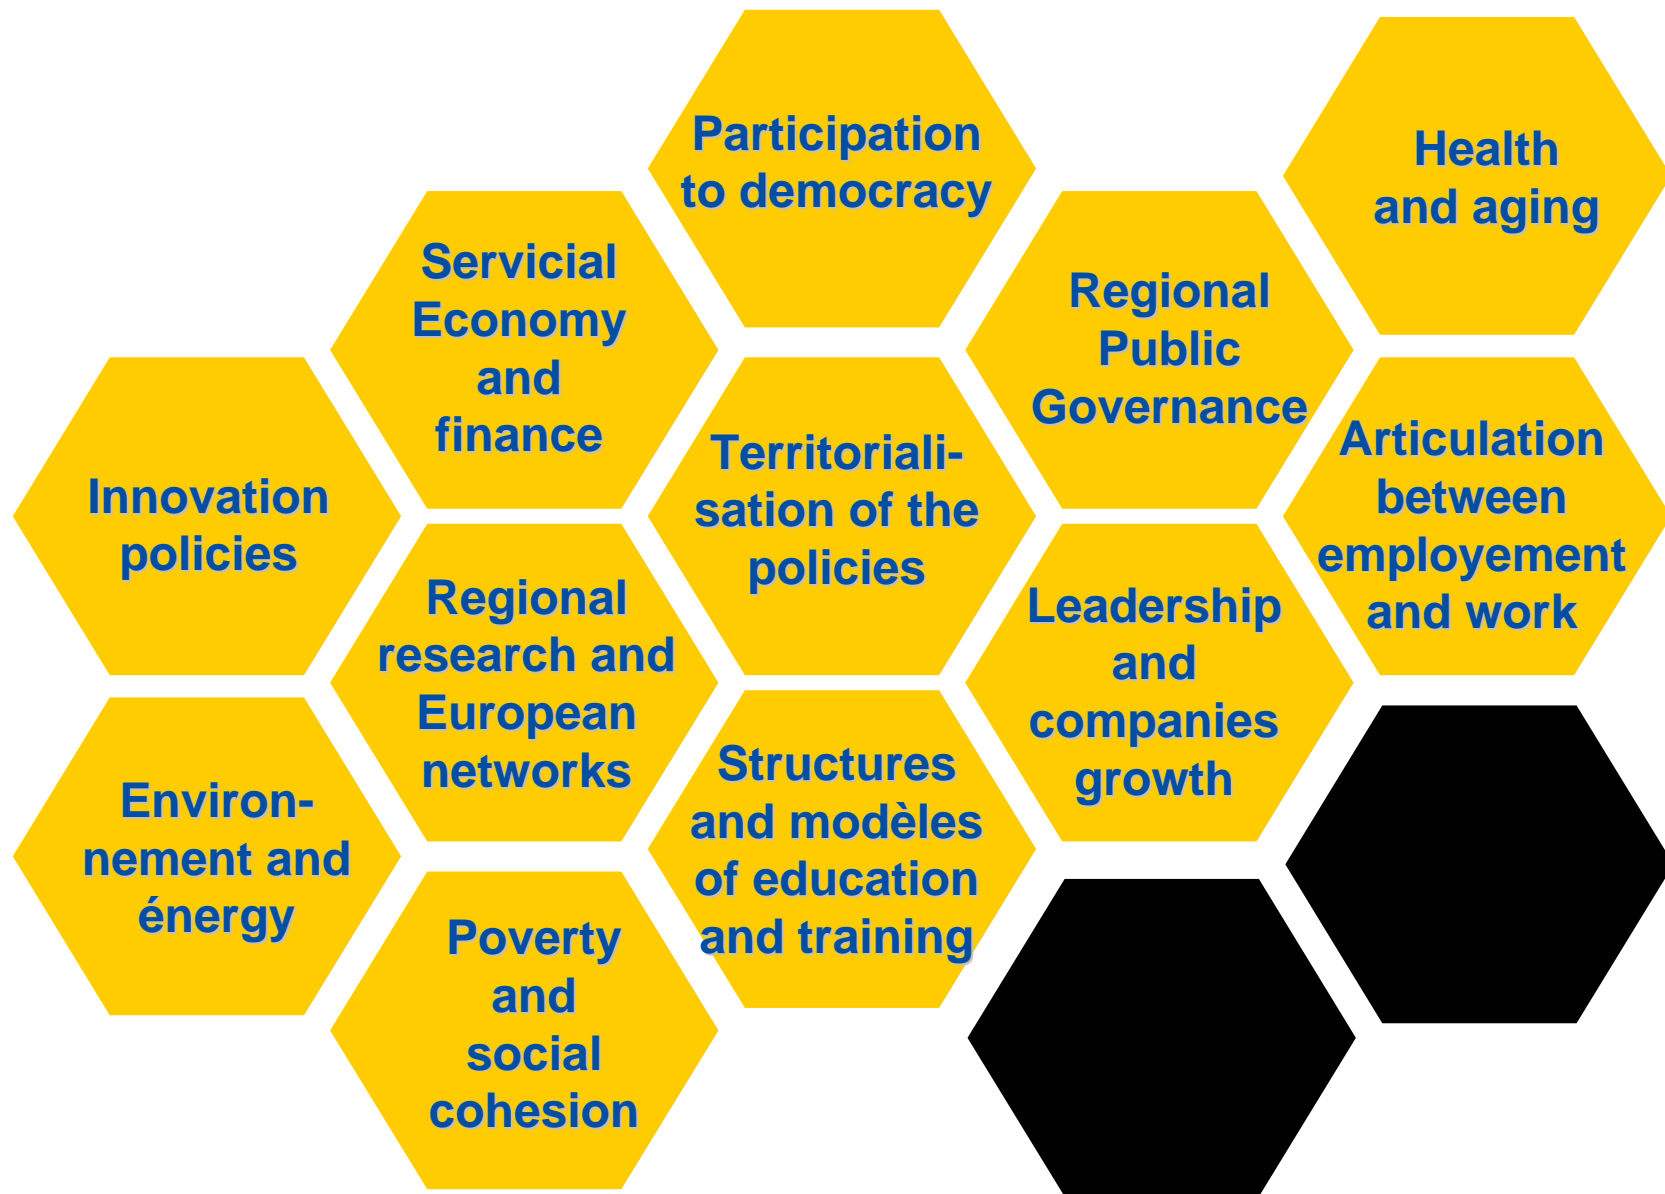 Participation
to democracy
Health
and aging
Servicial
Economy
and
finance
Regional
Public
Governance
Innovation
policies
Territoriali-
sation of the
policies
Articulation
between
employement
and work
Regional
research and
European
networks
Leadership
and
companies
growth
Environ-
nement and
énergy
Structures
and modèles
of education
and training
Poverty
and
social
cohesion